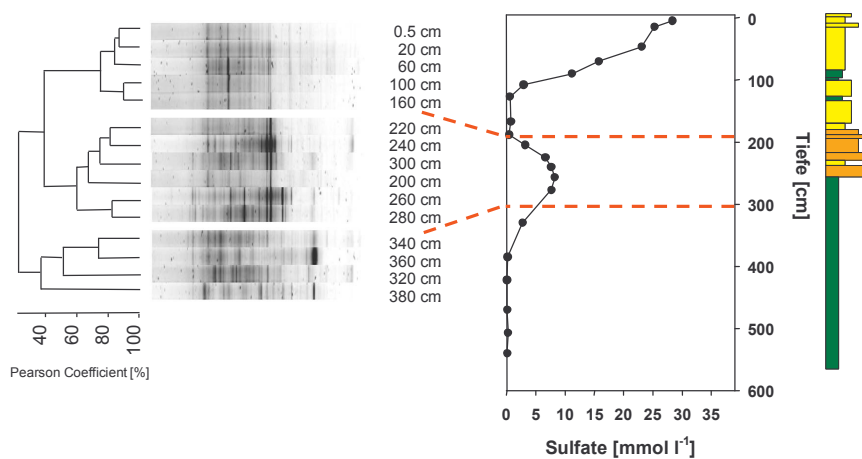 0.5 cm
20 cm
60 cm
100 cm
160 cm
220 cm
240 cm
300 cm
200 cm
260 cm
280 cm
340 cm
360 cm
320 cm
380 cm
40
60
80
100
Pearson Coefficient [%]
0
100
200
300
400
500
600
Tiefe [cm]
0 5 10 15 20 25 30 35
Sulfate [mmol l⁻¹]